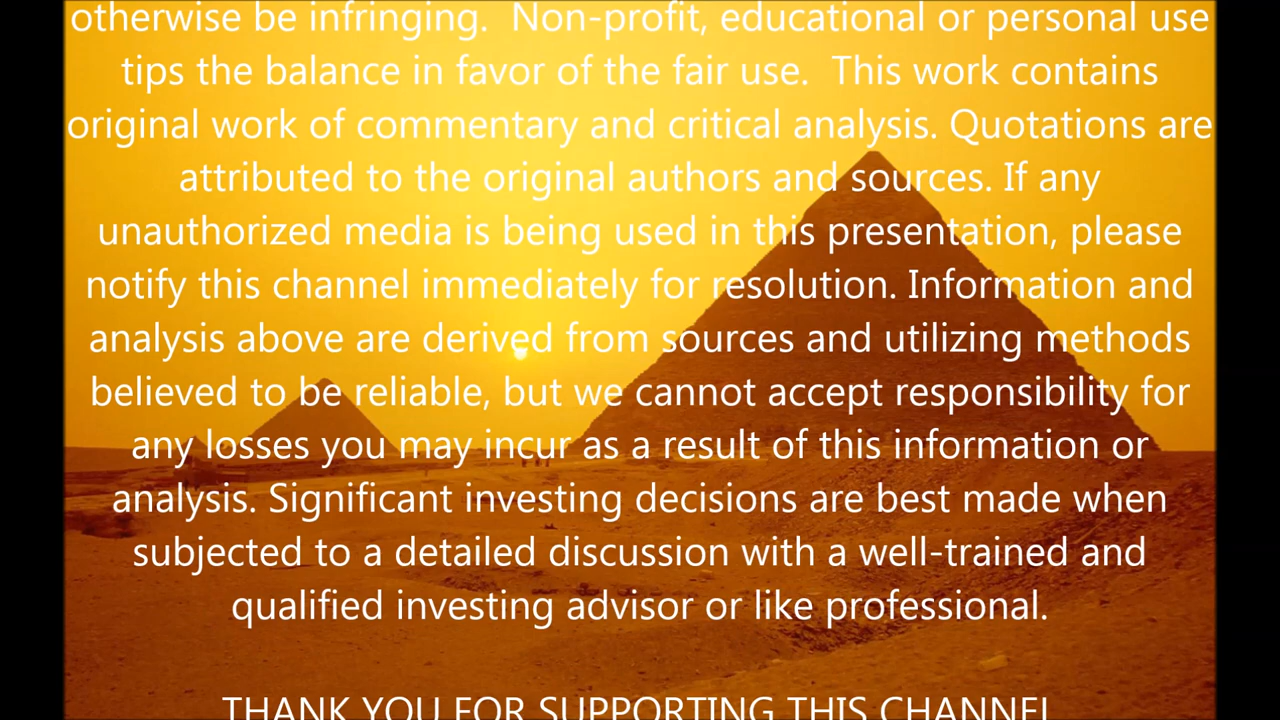 otherwise be infringing.  Non-profit, educational or personal use
tips the balance in favor of the fair use.  This work contains
original work of commentary and critical analysis. Quotations are
attributed to the original authors and sources. If any
unauthorized media is being used in this presentation, please
notify this channel immediately for resolution. Information and
analysis above are derived from sources and utilizing methods
believed to be reliable, but we cannot accept responsibility for
any losses you may incur as a result of this information or
analysis. Significant investing decisions are best made when
subjected to a detailed discussion with a well-trained and
qualified investing advisor or like professional.
THANK YOU FOR SUPPORTING THIS CHANNEL